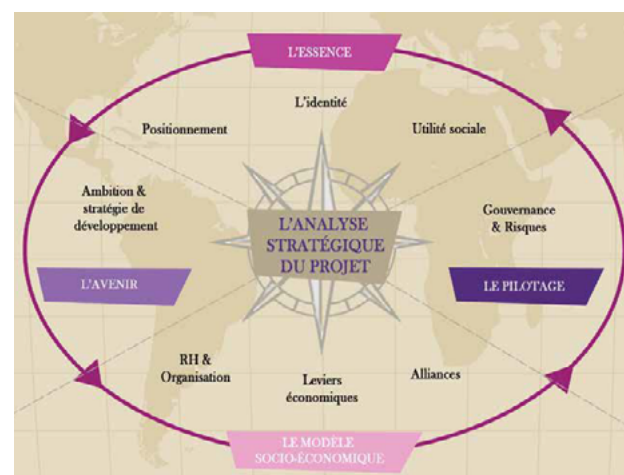 L'ESSENCE
L'identité
Positionnement
Utilité sociale
Ambition &
stratégie de
développement
L'ANALYSE
STRATÉGIQUE
DU PROJET
Gouvernance
& Risques
L'AVENIR
LE PILOTAGE
RH &
Organisation
Leviers
économiques
Alliances
LE MODÈLE
SOCIO-ÉCONOMIQUE